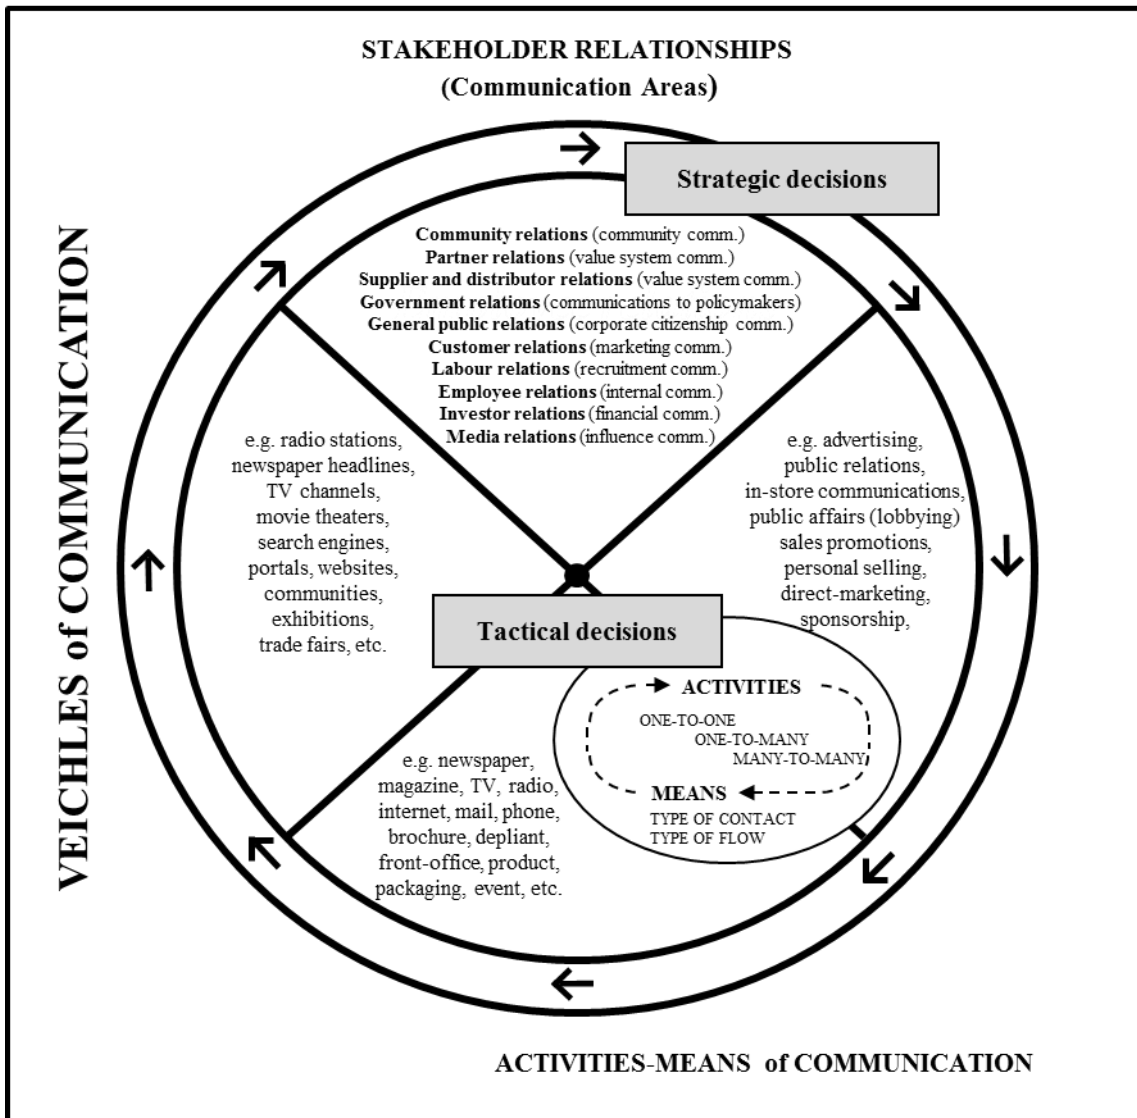 STAKEHOLDER RELATIONSHIPS
(Communication Areas)
Strategic decisions
Community relations (community comm.)
Partner relations (value system comm.)
Supplier and distributor relations (value system comm.)
Government relations (communications to policymakers)
General public relations (corporate citizenship comm.)
Customer relations (marketing comm.)
Labour relations (recruitment comm.)
Employee relations (internal comm.)
Investor relations (financial comm.)
Media relations (influence comm.)
VEICHLES of COMMUNICATION
e.g. radio stations,
newspaper headlines,
TV channels,
movie theaters,
search engines,
portals, websites,
communities,
exhibitions,
trade fairs, etc.
e.g. advertising,
public relations,
in-store communications,
public affairs (lobbying)
sales promotions,
personal selling,
direct-marketing,
sponsorship,
Tactical decisions
ACTIVITIES
ONE-TO-ONE
ONE-TO-MANY
MANY-TO-MANY
MEANS
TYPE OF CONTACT
TYPE OF FLOW
e.g. newspaper,
magazine, TV, radio,
internet, mail, phone,
brochure, depliant,
front-office, product,
packaging, event, etc.
ACTIVITIES-MEANS of COMMUNICATION